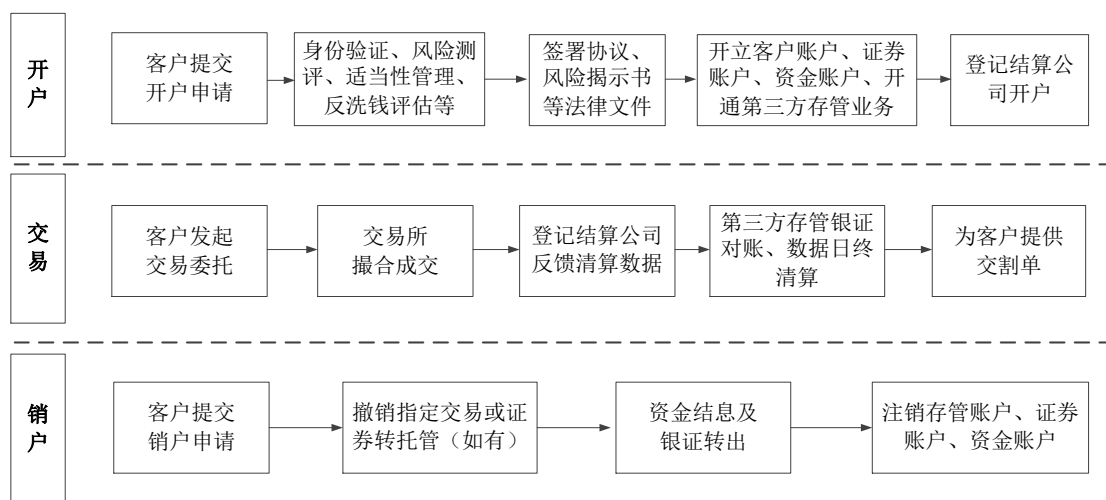 开
户
客户提交
开户申请
身份验证、风险测
评、适当性管理、
反洗钱评估等
签署协议、
风险揭示书
等法律文件
开立客户账户、证券
账户、资金账户、开
通第三方存管业务
登记结算公
司开户
交
易
客户发起
交易委托
交易所
撮合成交
登记结算公司
反馈清算数据
第三方存管银证
对账、数据日终
清算
为客户提供
交割单
销
户
客户提交
销户申请
撤销指定交易或证
券转托管（如有）
资金结息及
银证转出
注销存管账户、证券
账户、资金账户